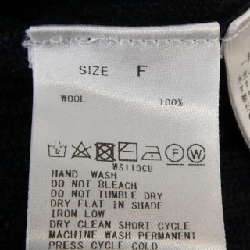 SIZE F
WOOL 100%
P W
WS110CU
HAND WASH
DO NOT BLEACH
DO NOT TUMBLE DRY
DRY FLAT IN SHADE
IRON LOW
DRY CLEAN SHORT CYCLE
MACHINE WASH PERMANENT
PRESS CYCLE COLD